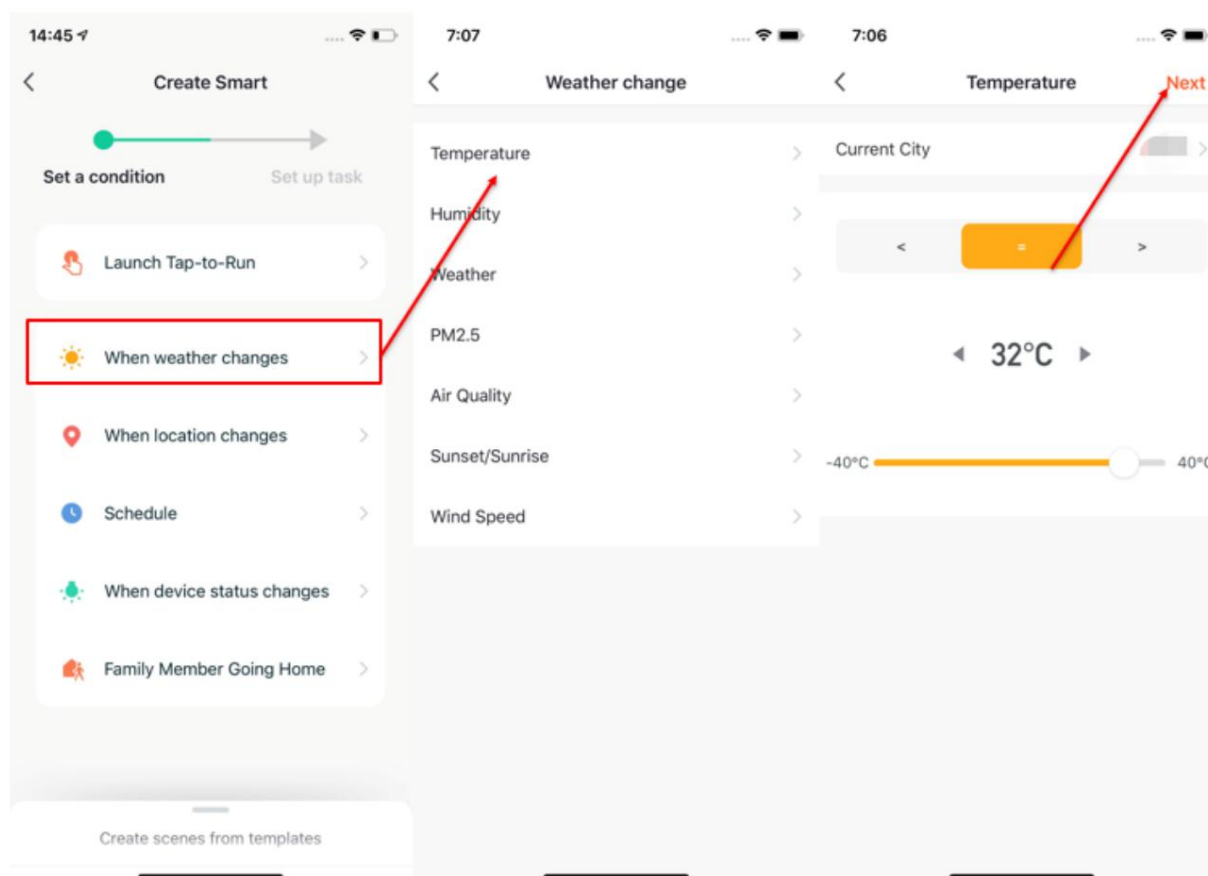 14:45
Create Smart
Set a condition
Set up task
Launch Tap-to-Run
When weather changes
When location changes
Schedule
When device status changes
Family Member Going Home
Create scenes from templates
7:07
Weather change
Temperature
Humidity
Weather
PM2.5
Air Quality
Sunset/Sunrise
Wind Speed
7:06
Temperature
Next
Current City
< = >
32°C
-40°C
40°C